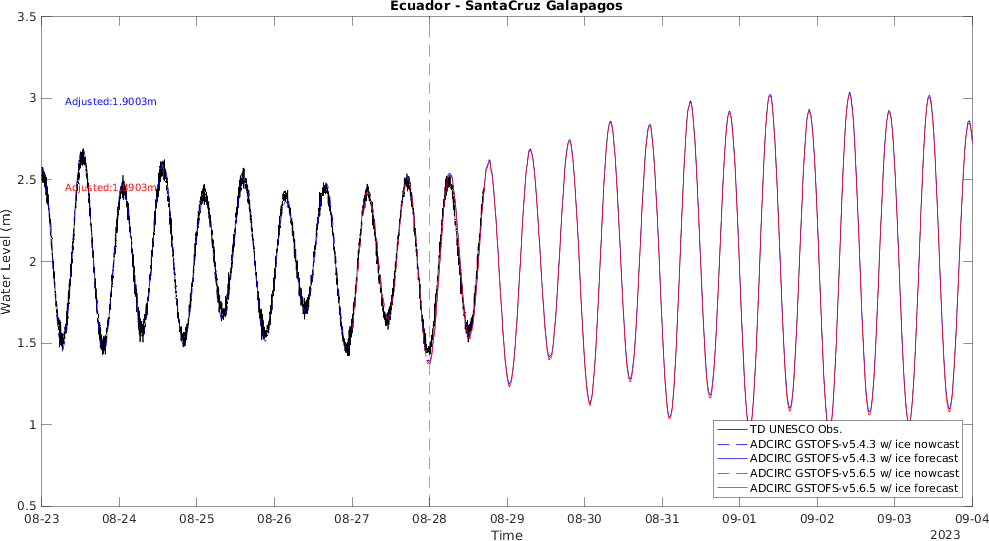 Ecuador - SantaCruz Galapagos
3.5
3
2.5
2
1.5
1
0.5
Water Level (m)
Adjusted:1.9003m
TD UNESCO Obs.
ADCIRC GSTOFS-v5.4.3 w/ ice nowcast
ADCIRC GSTOFS-v5.4.3 w/ ice forecast
ADCIRC GSTOFS-v5.6.5 w/ ice nowcast
ADCIRC GSTOFS-v5.6.5 w/ ice forecast
08-23 08-24 08-25 08-26 08-27 08-28 08-29 08-30 08-31 09-01 09-02 09-03 09-04
Time
2023